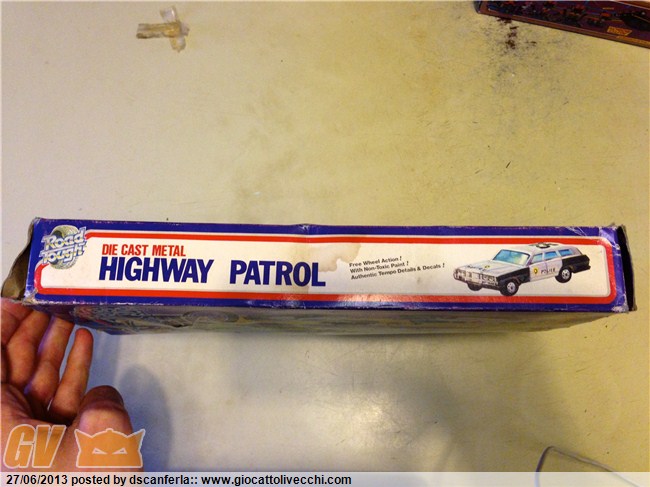 Road
Tough
DIE CAST METAL
HIGHWAY PATROL
Free Wheel Action!
With Non-Toxic Paint!
Authentic Tempo Details & Decals!
POLICE
GV
27/06/2013 posted by dscanferla:: www.giocattolivecchi.com